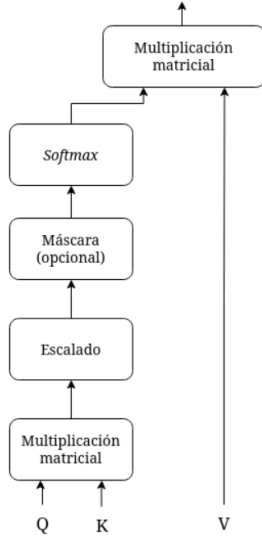 Multiplicación
matricial
Softmax
Máscara
(opcional)
Escalado
Multiplicación
matricial
Q K V